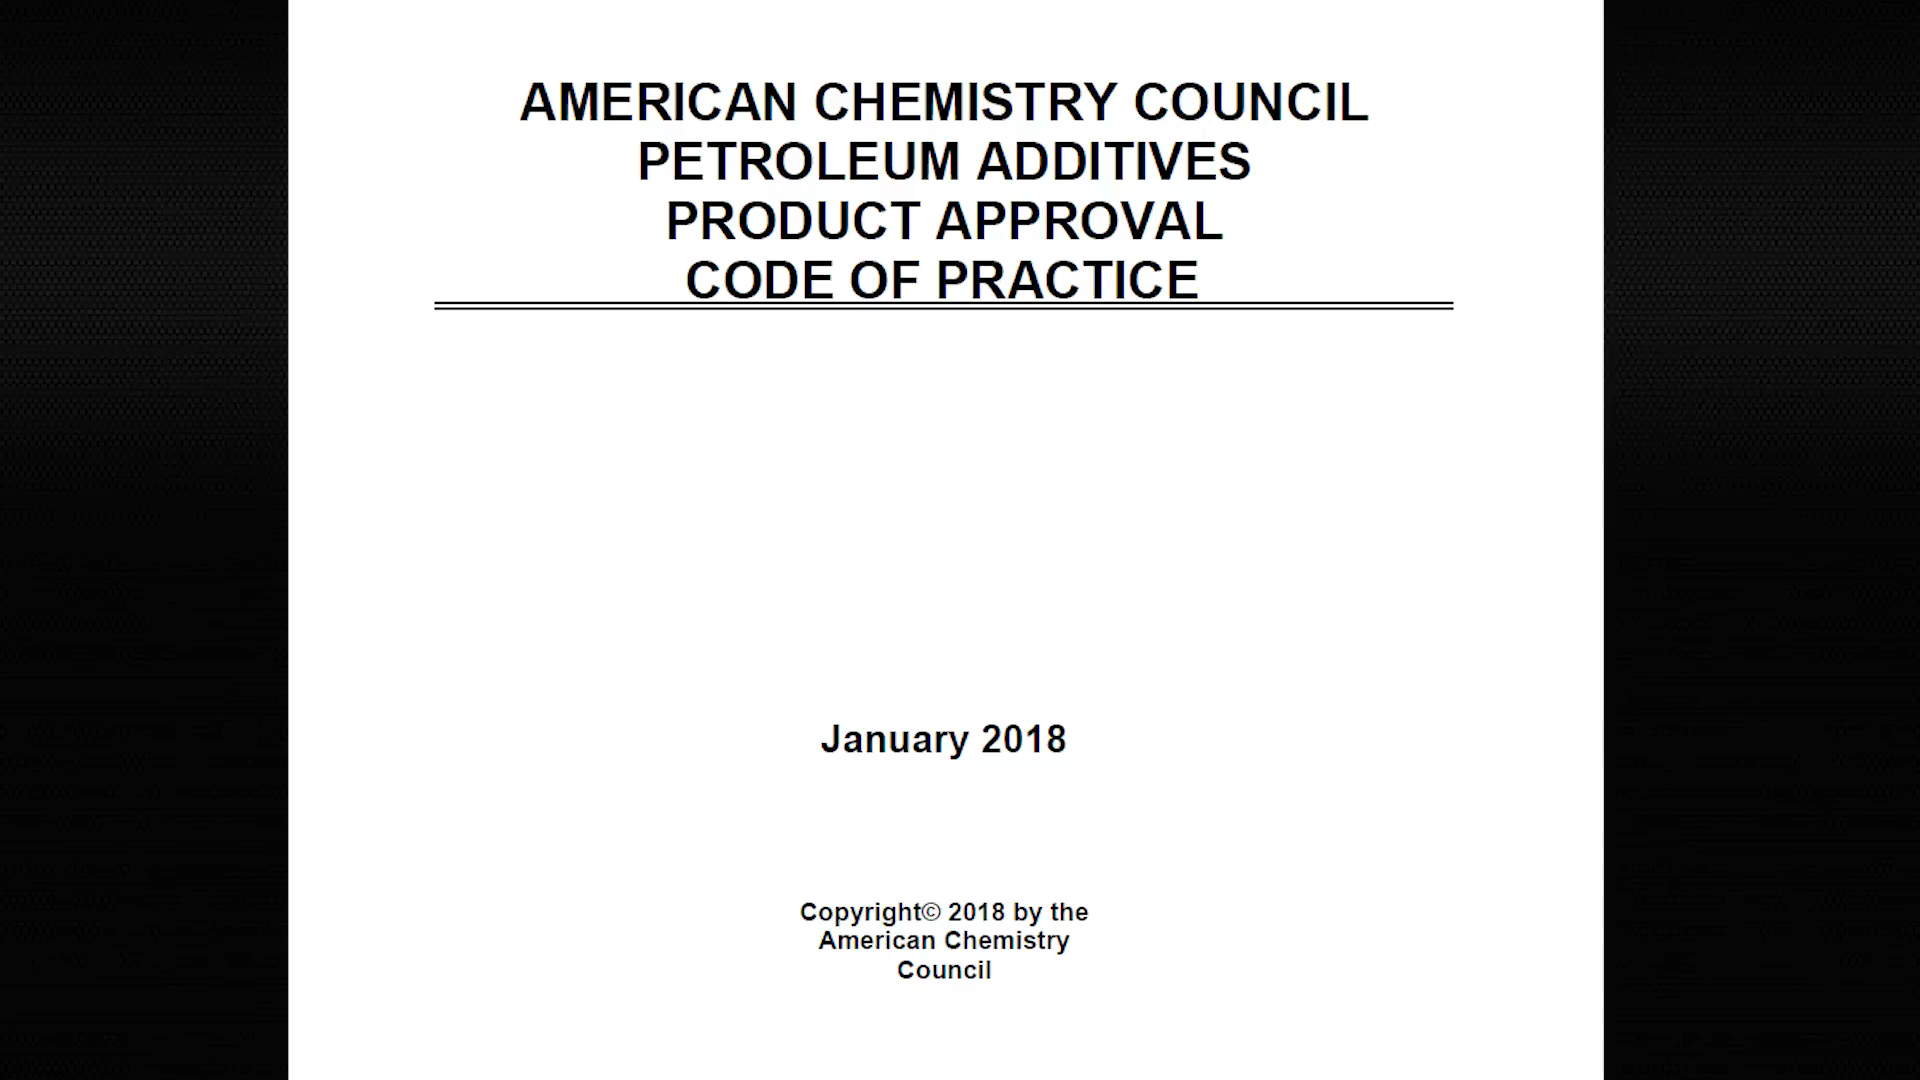 AMERICAN CHEMISTRY COUNCIL
PETROLEUM ADDITIVES
PRODUCT APPROVAL
CODE OF PRACTICE
January 2018
Copyright© 2018 by the
American Chemistry
Council